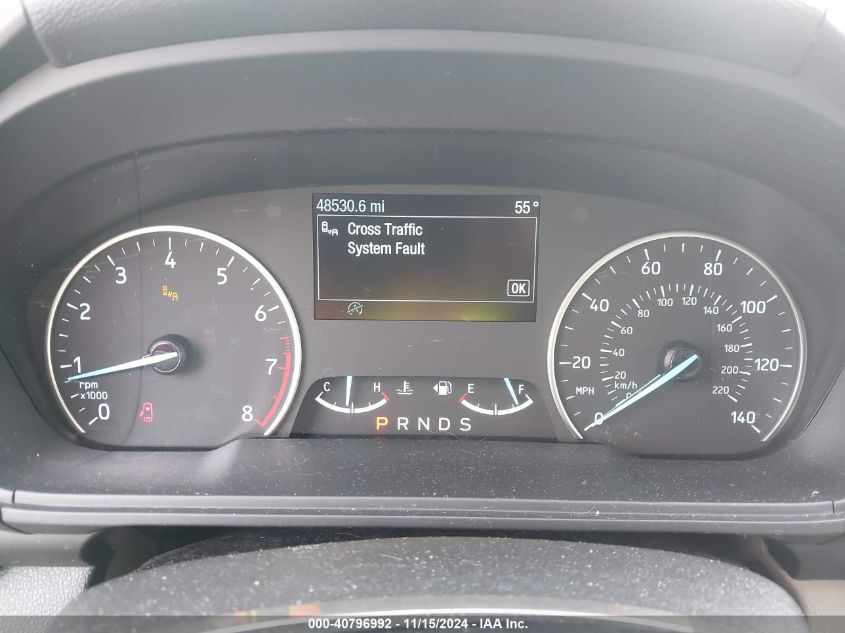 48530.6 mi 55°
Cross Traffic
System Fault
OK
0 1 2 3 4 5 6 7 8
rpm
x1000
A
C H E F
P R N D S
0 20 40 60 80 100 120 140
MPH
0 20 40 60 80 100 120 140 160 180 200 220
km/h
000-40796992 - 11/15/2024 - IAA Inc.